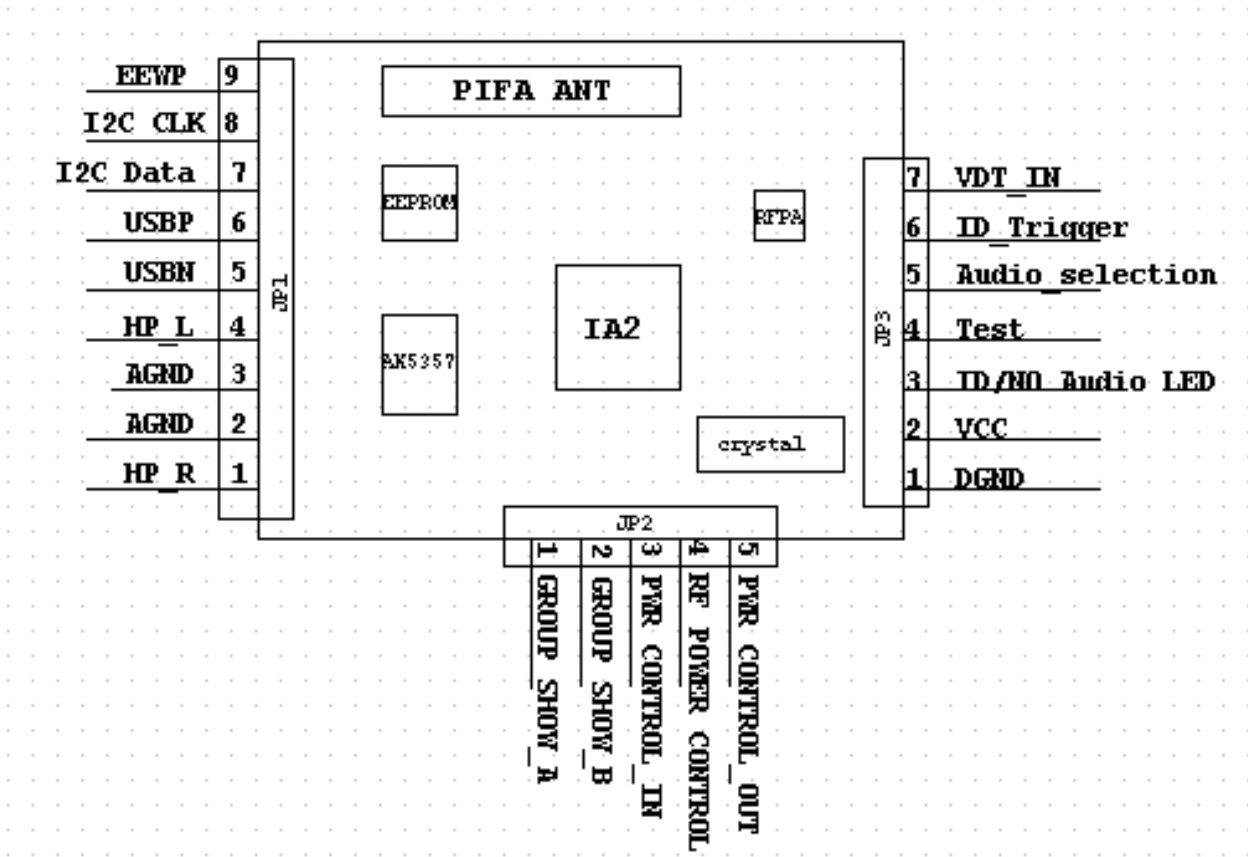 PIFA ANT
EEWP 9
I2C CLK 8
I2C Data 7
USBP 6
USBN 5
HP_L 4
AGND 3
AGND 2
HP_R 1
JP1
EEPROM
RFPA
IA2
AK5357
crystal
JP3
7 VDT_IN
6 ID_Trigger
5 Audio_selection
4 Test
3 ID/NO Audio LED
2 VCC
1 DGND
JP2
1 GROUP SHOW_A
2 GROUP SHOW_B
3 PWR CONTROL_IN
4 RF POWER CONTROL
5 PWR CONTROL_OUT